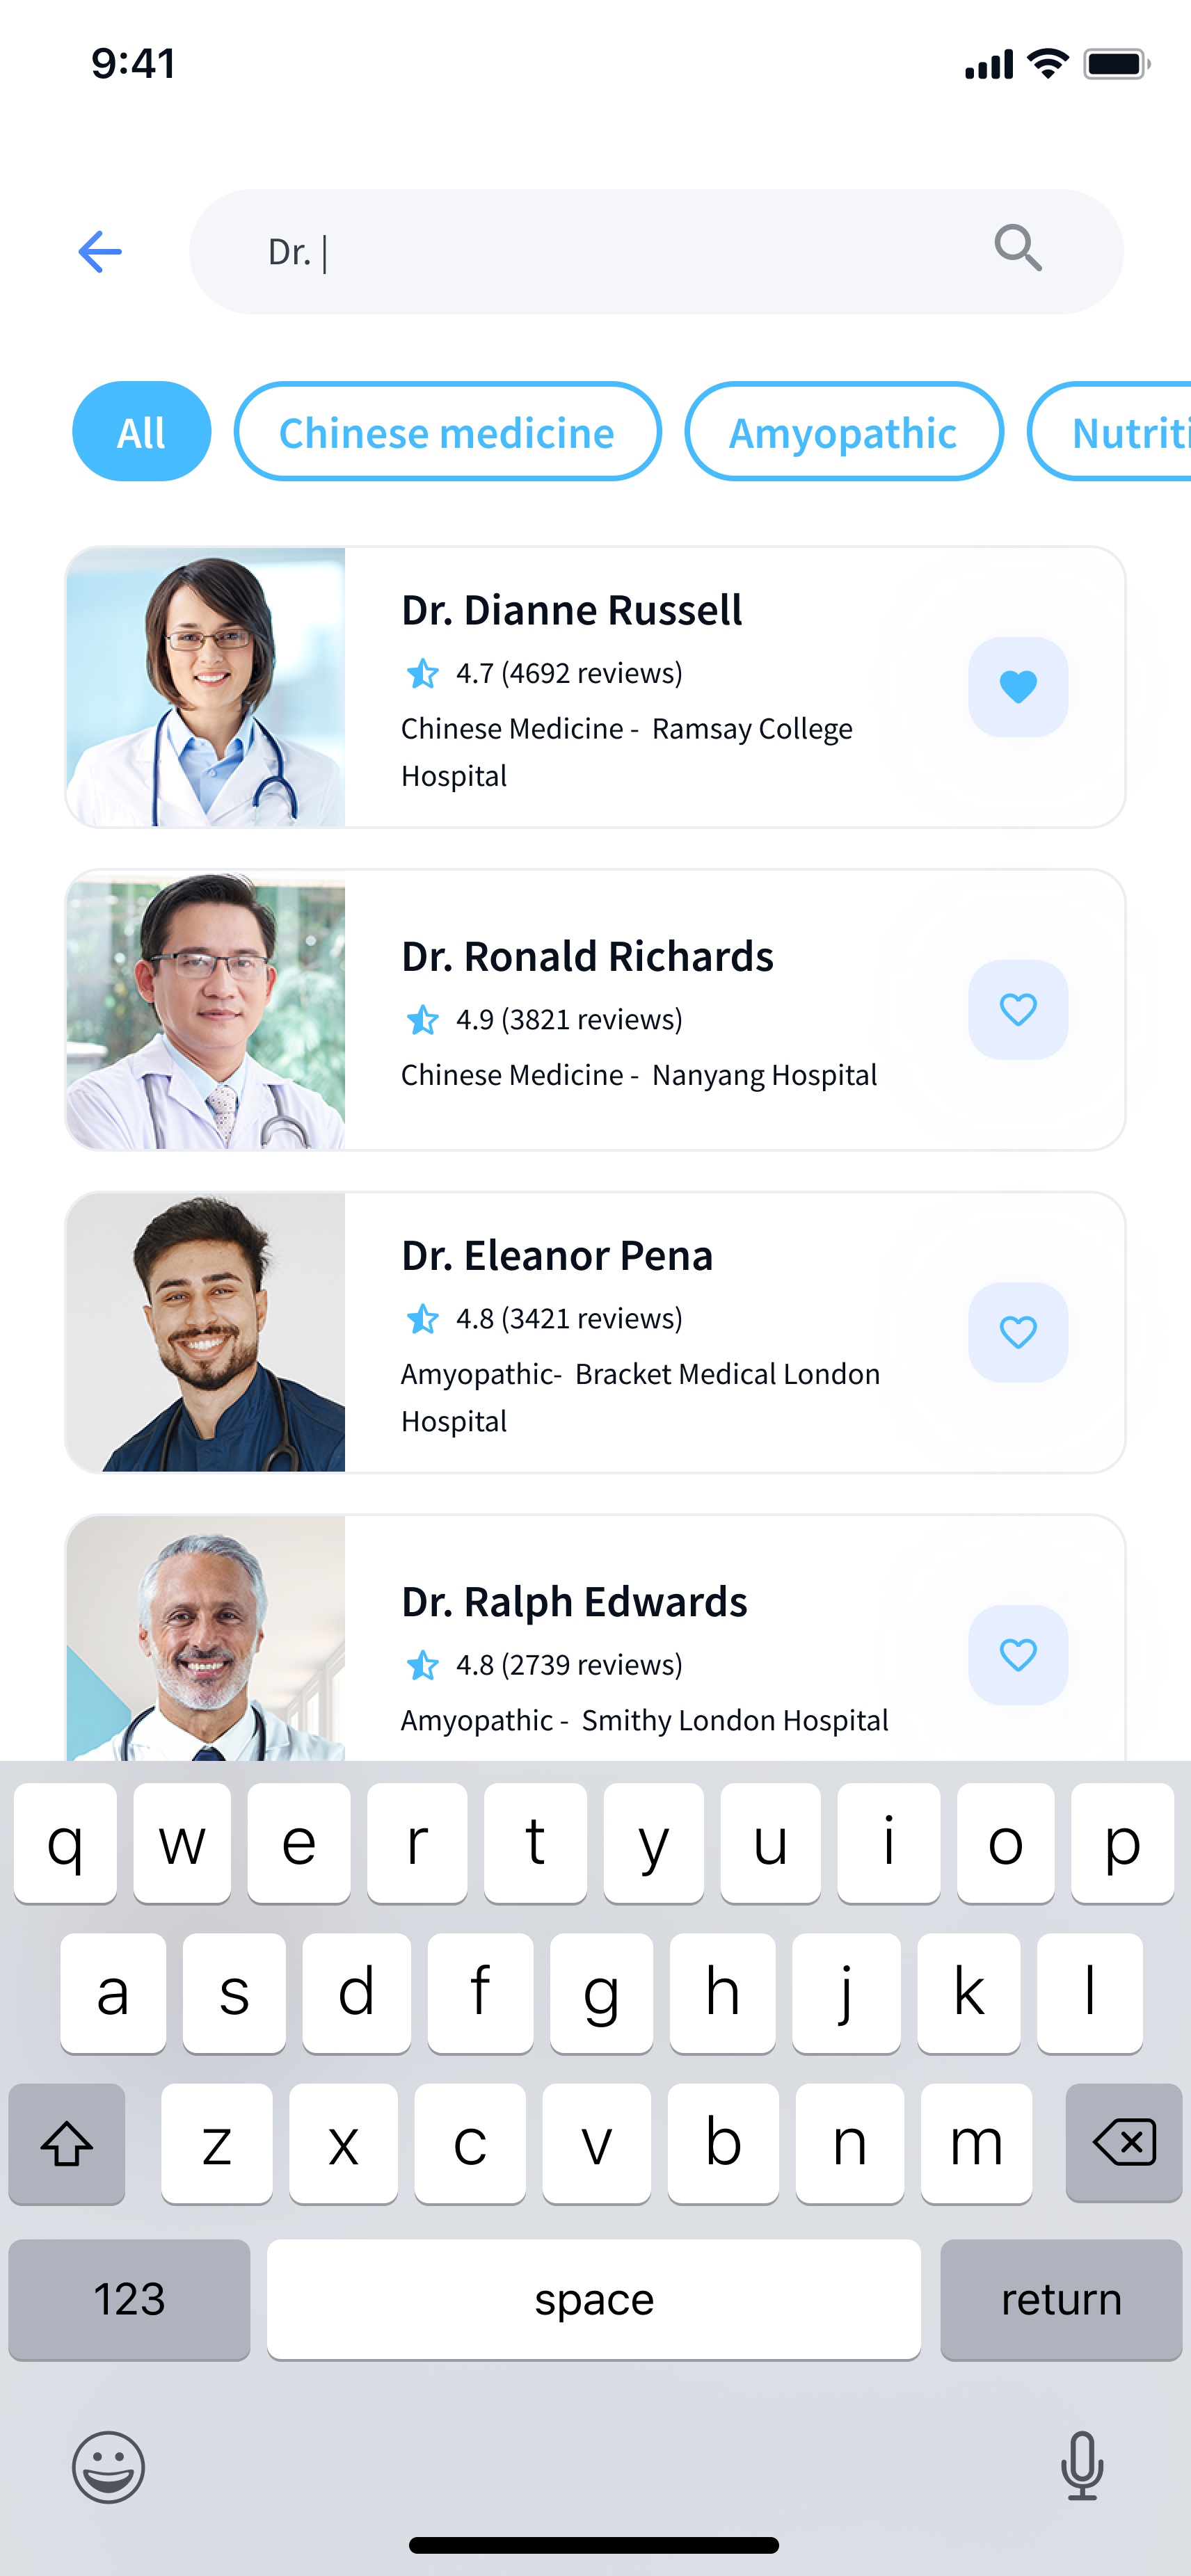 9:41
Dr.
All
Chinese medicine
Amyopathic
Nutriti
Dr. Dianne Russell
4.7 (4692 reviews)
Chinese Medicine - Ramsay College
Hospital
Dr. Ronald Richards
4.9 (3821 reviews)
Chinese Medicine - Nanyang Hospital
Dr. Eleanor Pena
4.8 (3421 reviews)
Amyopathic- Bracket Medical London
Hospital
Dr. Ralph Edwards
4.8 (2739 reviews)
Amyopathic - Smithy London Hospital
q w e r t y u i o p
a s d f g h j k l
z x c v b n m
123 space return